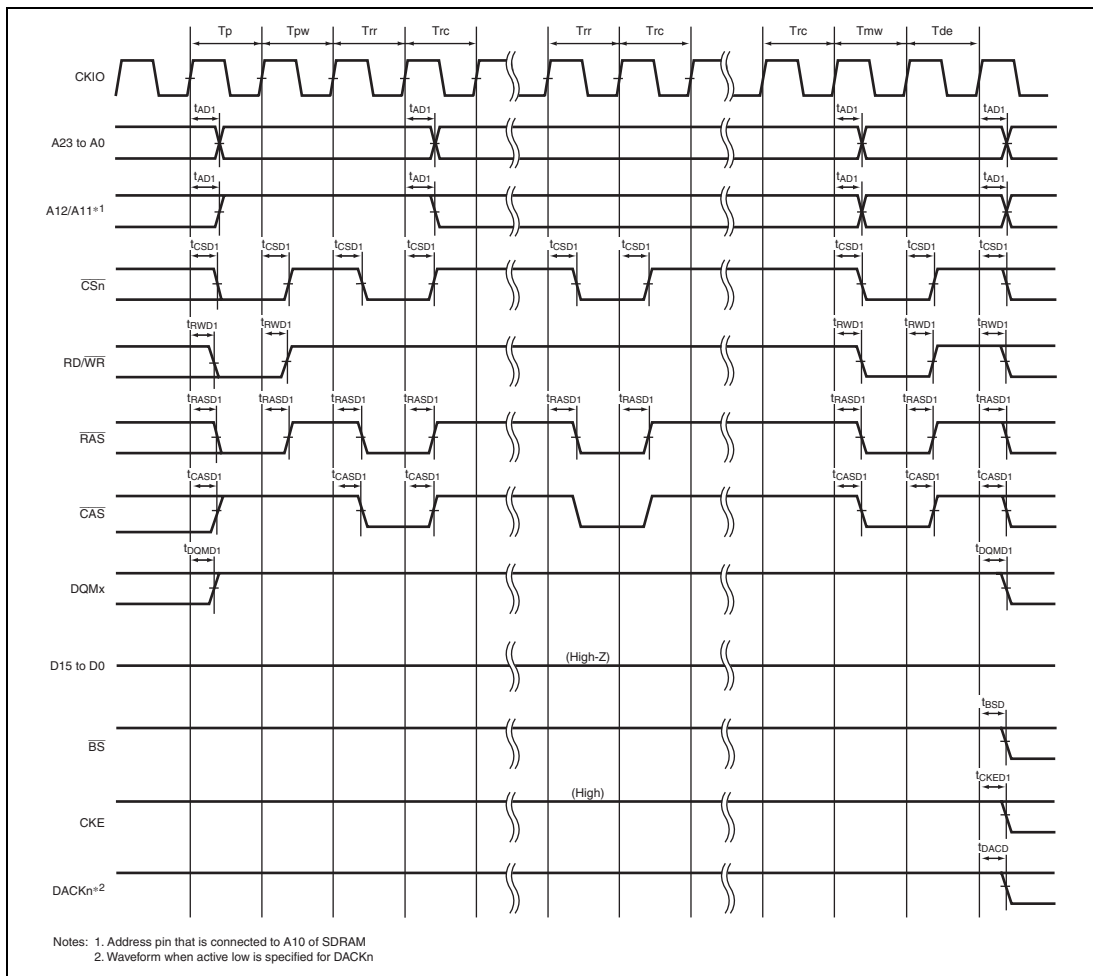 Tp Tpw Trr Trc Trr Trc Trc Tmw Tde
CKIO
tAD1 tAD1 tAD1 tAD1
A23 to A0
tAD1 tAD1 tAD1 tAD1
A12/A11*1
tCSD1 tCSD1 tCSD1 tCSD1 tCSD1 tCSD1 tCSD1 tCSD1 tCSD1
CSn
tRWD1 tRWD1 tRWD1 tRWD1 tRWD1
RD/WR
tRASD1 tRASD1 tRASD1 tRASD1 tRASD1 tRASD1 tRASD1 tRASD1 tRASD1
RAS
tCASD1 tCASD1 tCASD1 tCASD1 tCASD1 tCASD1
CAS
tDQMD1 tDQMD1
DQMx
(High-Z)
D15 to D0
tBSD
BS
(High) tCKED1
CKE
tDACD
DACKn*2
Notes: 1. Address pin that is connected to A10 of SDRAM
2. Waveform when active low is specified for DACKn